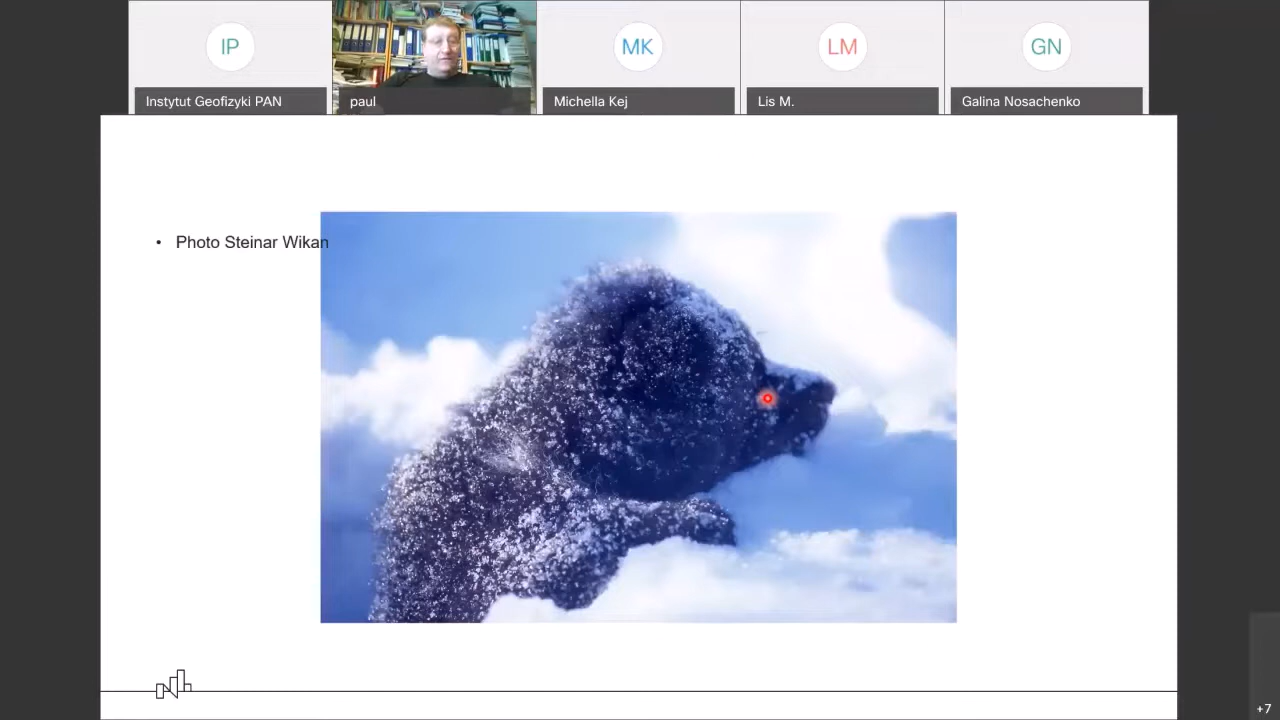 IP
MK
LM
GN
Instytut Geofizyki PAN
paul
Michella Kej
Lis M.
Galina Nosachenko
• Photo Steinar Wikan
+7